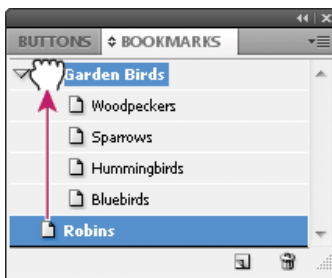 BUTTONS BOOKMARKS
Garden Birds
Woodpeckers
Sparrows
Hummingbirds
Bluebirds
Robins